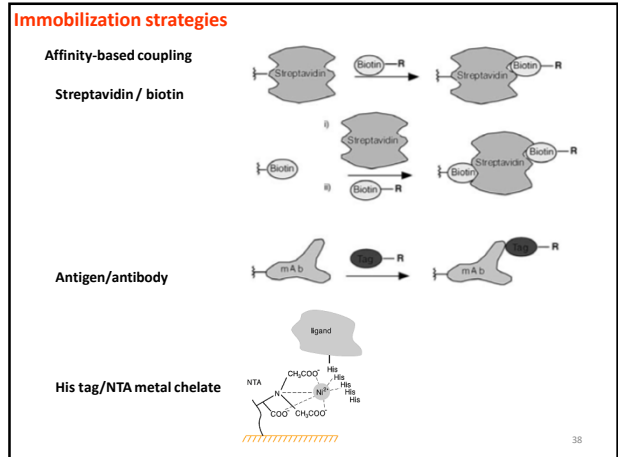 Immobilization strategies
Affinity-based coupling
Streptavidin / biotin
Streptavidin
Biotin R
Streptavidin Biotin R
i)
Streptavidin
Biotin
ii) Biotin R
Biotin Streptavidin Biotin R
Antigen/antibody
mAb
Tag R
mAb Tag R
His tag/NTA metal chelate
ligand
His
His
His
His
His
NTA
CH₂COO⁻
N
Ni²⁺
COO⁻
CH₂COO⁻
38